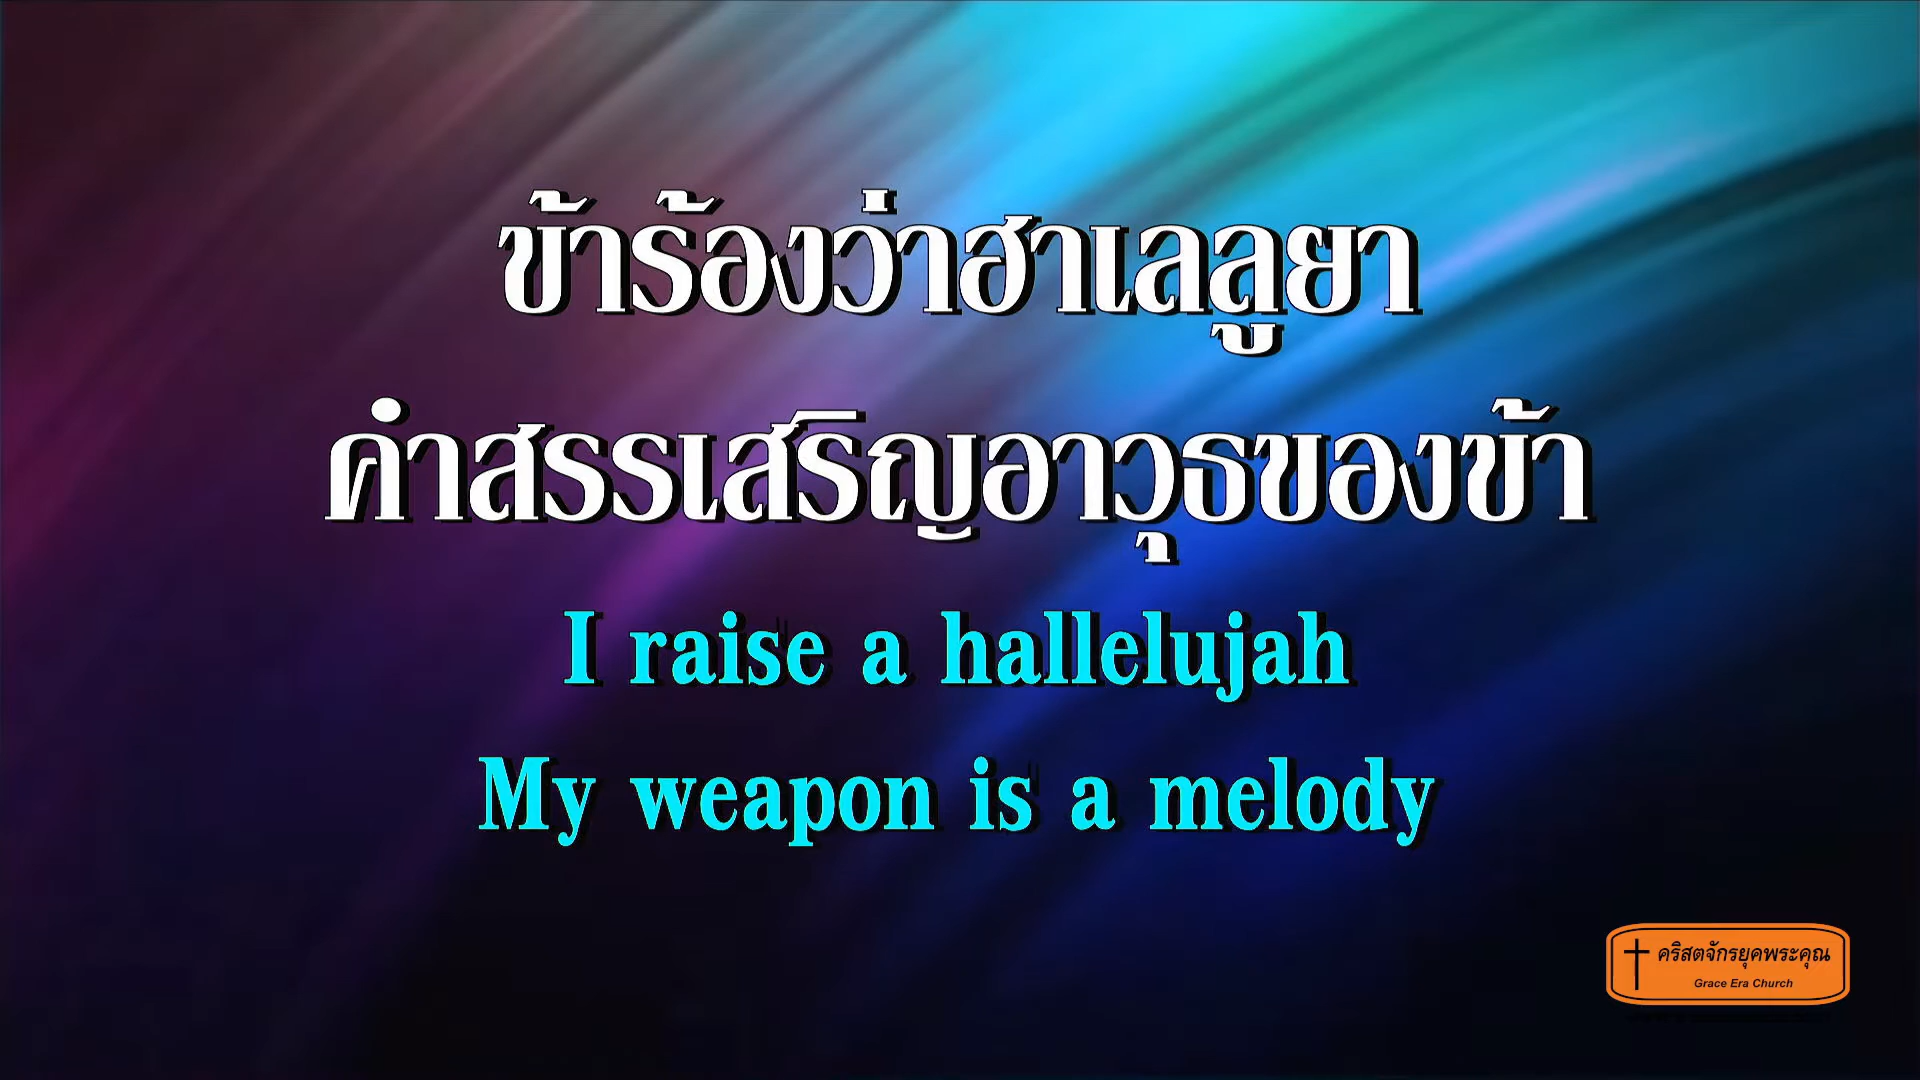 ข้าร้องว่าฮาเลลูยา
คำสรรเสริญอาวุธของข้า
I raise a hallelujah
My weapon is a melody
คริสตจักรยุคพระคุณ
Grace Era Church